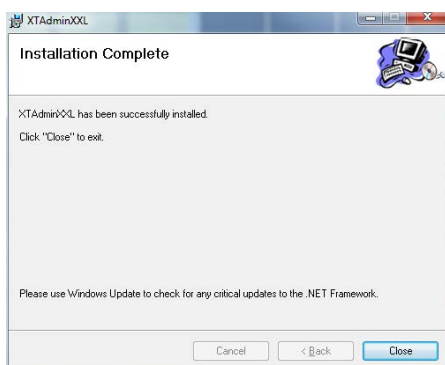 XTAdminXXL
Installation Complete
XTAdminXXL has been successfully installed.
Click "Close" to exit.
Please use Windows Update to check for any critical updates to the .NET Framework.
Cancel
< Back
Close